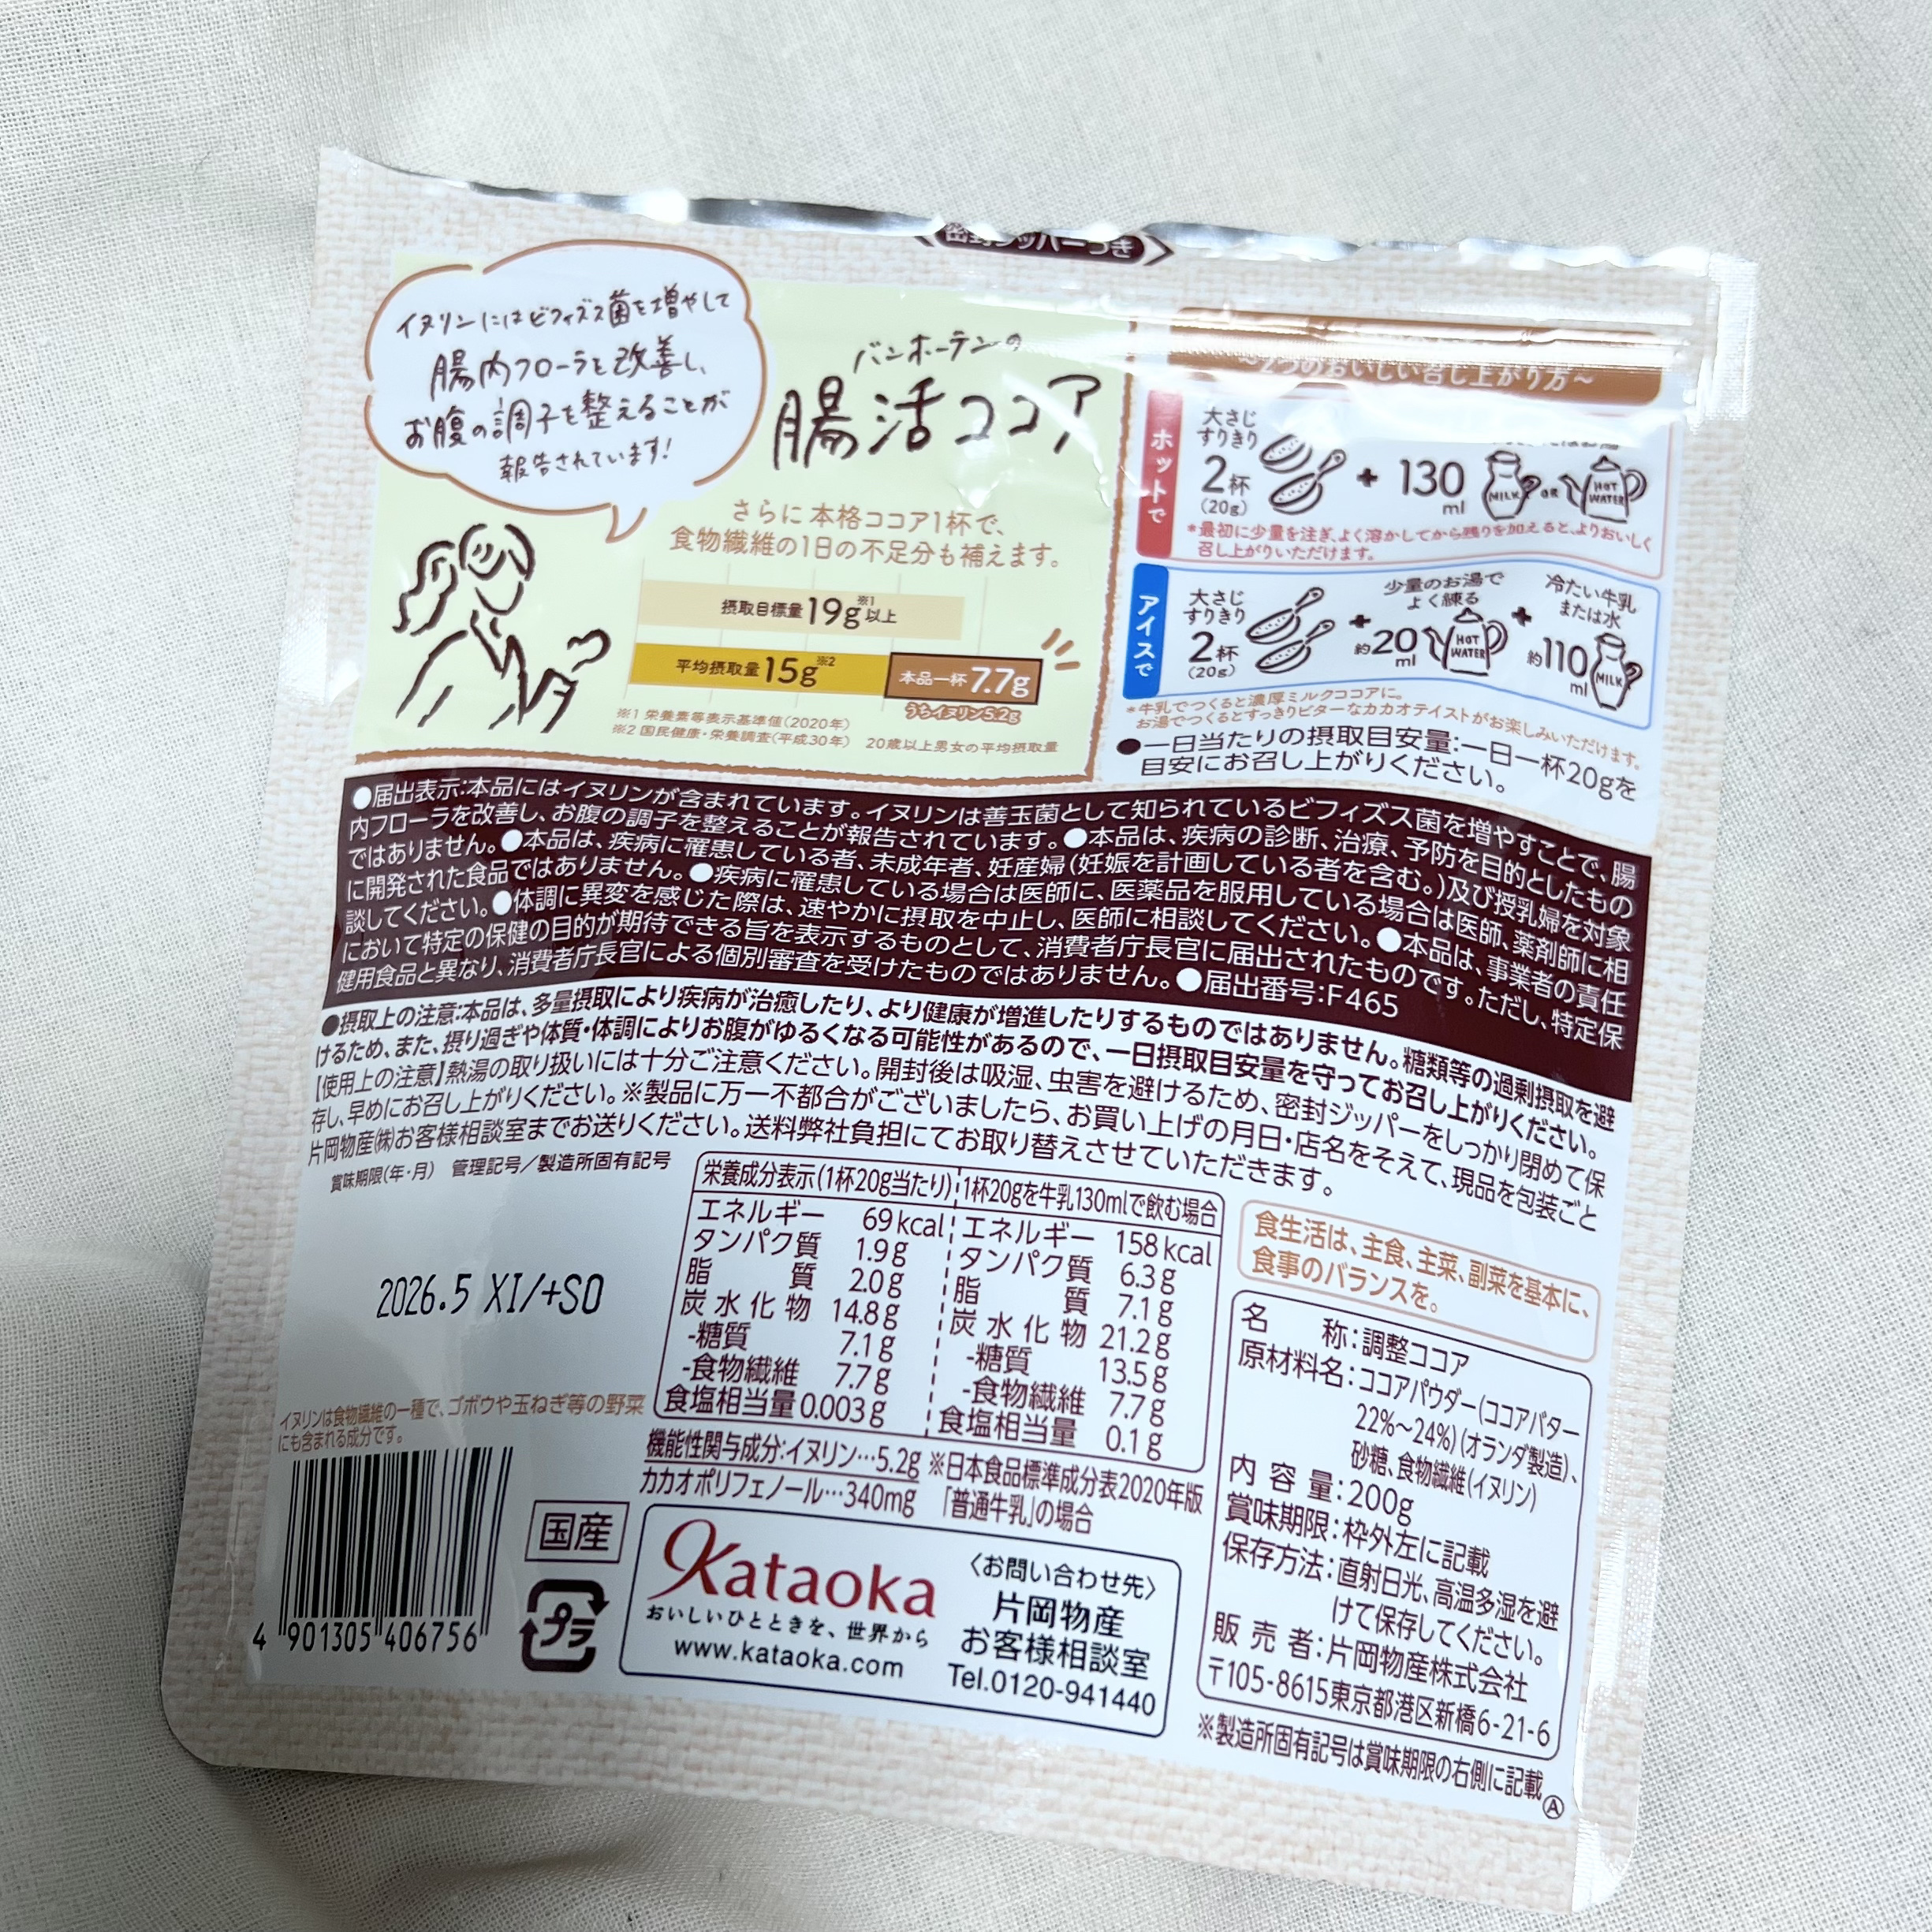 密封ジッパーつき
イヌリンにはビフィズス菌を増やして
腸内フローラを改善し、
お腹の調子を整えることが
報告されています!
バンホーテンの
腸活ココア
さらに本格ココア1杯で、
食物繊維の1日の不足分も補えます。
摂取目標量19g※1以上
平均摂取量15g※2
本品一杯7.7g
うちイヌリン5.2g
※1 栄養素等表示基準値(2020年)
※2 国民健康・栄養調査(平成30年) 20歳以上男女の平均摂取量
~2つのおいしい召し上がり方~
ホットで
大さじ
すりきり
2杯
(20g)
+
130
ml
MILK
OR
HOT
WATER
*最初に少量を注ぎ、よく溶かしてから残りを加えると、よりおいしく
召し上がりいただけます。
アイスで
大さじ
すりきり
2杯
(20g)
+
少量のお湯で
よく練る
約20
ml
HOT
WATER
+
冷たい牛乳
または水
約110
ml
MILK
*牛乳でつくると濃厚ミルクココアに。
お湯でつくるとすっきりビターなカカオテイストがお楽しみいただけます。
●一日当たりの摂取目安量:一日一杯20gを
目安にお召し上がりください。
●届出表示:本品にはイヌリンが含まれています。イヌリンは善玉菌として知られているビフィズス菌を増やすことで、腸
内フローラを改善し、お腹の調子を整えることが報告されています。●本品は、疾病の診断、治療、予防を目的としたもの
ではありません。●本品は、疾病に罹患している者、未成年者、妊産婦(妊娠を計画している者を含む。)及び授乳婦を対象
に開発された食品ではありません。●疾病に罹患している場合は医師に、医薬品を服用している場合は医師、薬剤師に相
談してください。●体調に異変を感じた際は、速やかに摂取を中止し、医師に相談してください。●本品は、事業者の責任
において特定の保健の目的が期待できる旨を表示するものとして、消費者庁長官に届出されたものです。ただし、特定保
健用食品と異なり、消費者庁長官による個別審査を受けたものではありません。●届出番号:F465
●摂取上の注意:本品は、多量摂取により疾病が治癒したり、より健康が増進したりするものではありません。糖類等の過剰摂取を避
けるため、また、摂り過ぎや体質・体調によりお腹がゆるくなる可能性があるので、一日摂取目安量を守ってお召し上がりください。
【使用上の注意】熱湯の取り扱いには十分ご注意ください。開封後は吸湿、虫害を避けるため、密封ジッパーをしっかり閉めて保
存し、早めにお召し上がりください。※製品に万一不都合がございましたら、お買い上げの月日・店名をそえて、現品を包装ごと
片岡物産㈱お客様相談室までお送りください。送料弊社負担にてお取り替えさせていただきます。
賞味期限(年・月) 管理記号/製造所固有記号
2026.5 XI/+SO
栄養成分表示(1杯20g当たり) 1杯20gを牛乳130mlで飲む場合
エネルギー 69kcal エネルギー 158kcal
タンパク質 1.9g タンパク質 6.3g
脂質 2.0g 脂質 7.1g
炭水化物 14.8g 炭水化物 21.2g
-糖質 7.1g -糖質 13.5g
-食物繊維 7.7g -食物繊維 7.7g
食塩相当量 0.003g 食塩相当量 0.1g
機能性関与成分:イヌリン…5.2g ※日本食品標準成分表2020年版
カカオポリフェノール…340mg 「普通牛乳」の場合
イヌリンは食物繊維の一種で、ゴボウや玉ねぎ等の野菜
にも含まれる成分です。
4 901305 406756
国産
プラ
Kataoka
おいしいひとときを、世界から
www.kataoka.com
〈お問い合わせ先〉
片岡物産
お客様相談室
Tel.0120-941440
食生活は、主食、主菜、副菜を基本に、
食事のバランスを。
名称:調整ココア
原材料名:ココアパウダー(ココアバター
22%~24%)(オランダ製造)、
砂糖、食物繊維(イヌリン)
内容量:200g
賞味期限:枠外左に記載
保存方法:直射日光、高温多湿を避
けて保存してください。
販売者:片岡物産株式会社
〒105-8615東京都港区新橋6-21-6
※製造所固有記号は賞味期限の右側に記載
Ⓐ